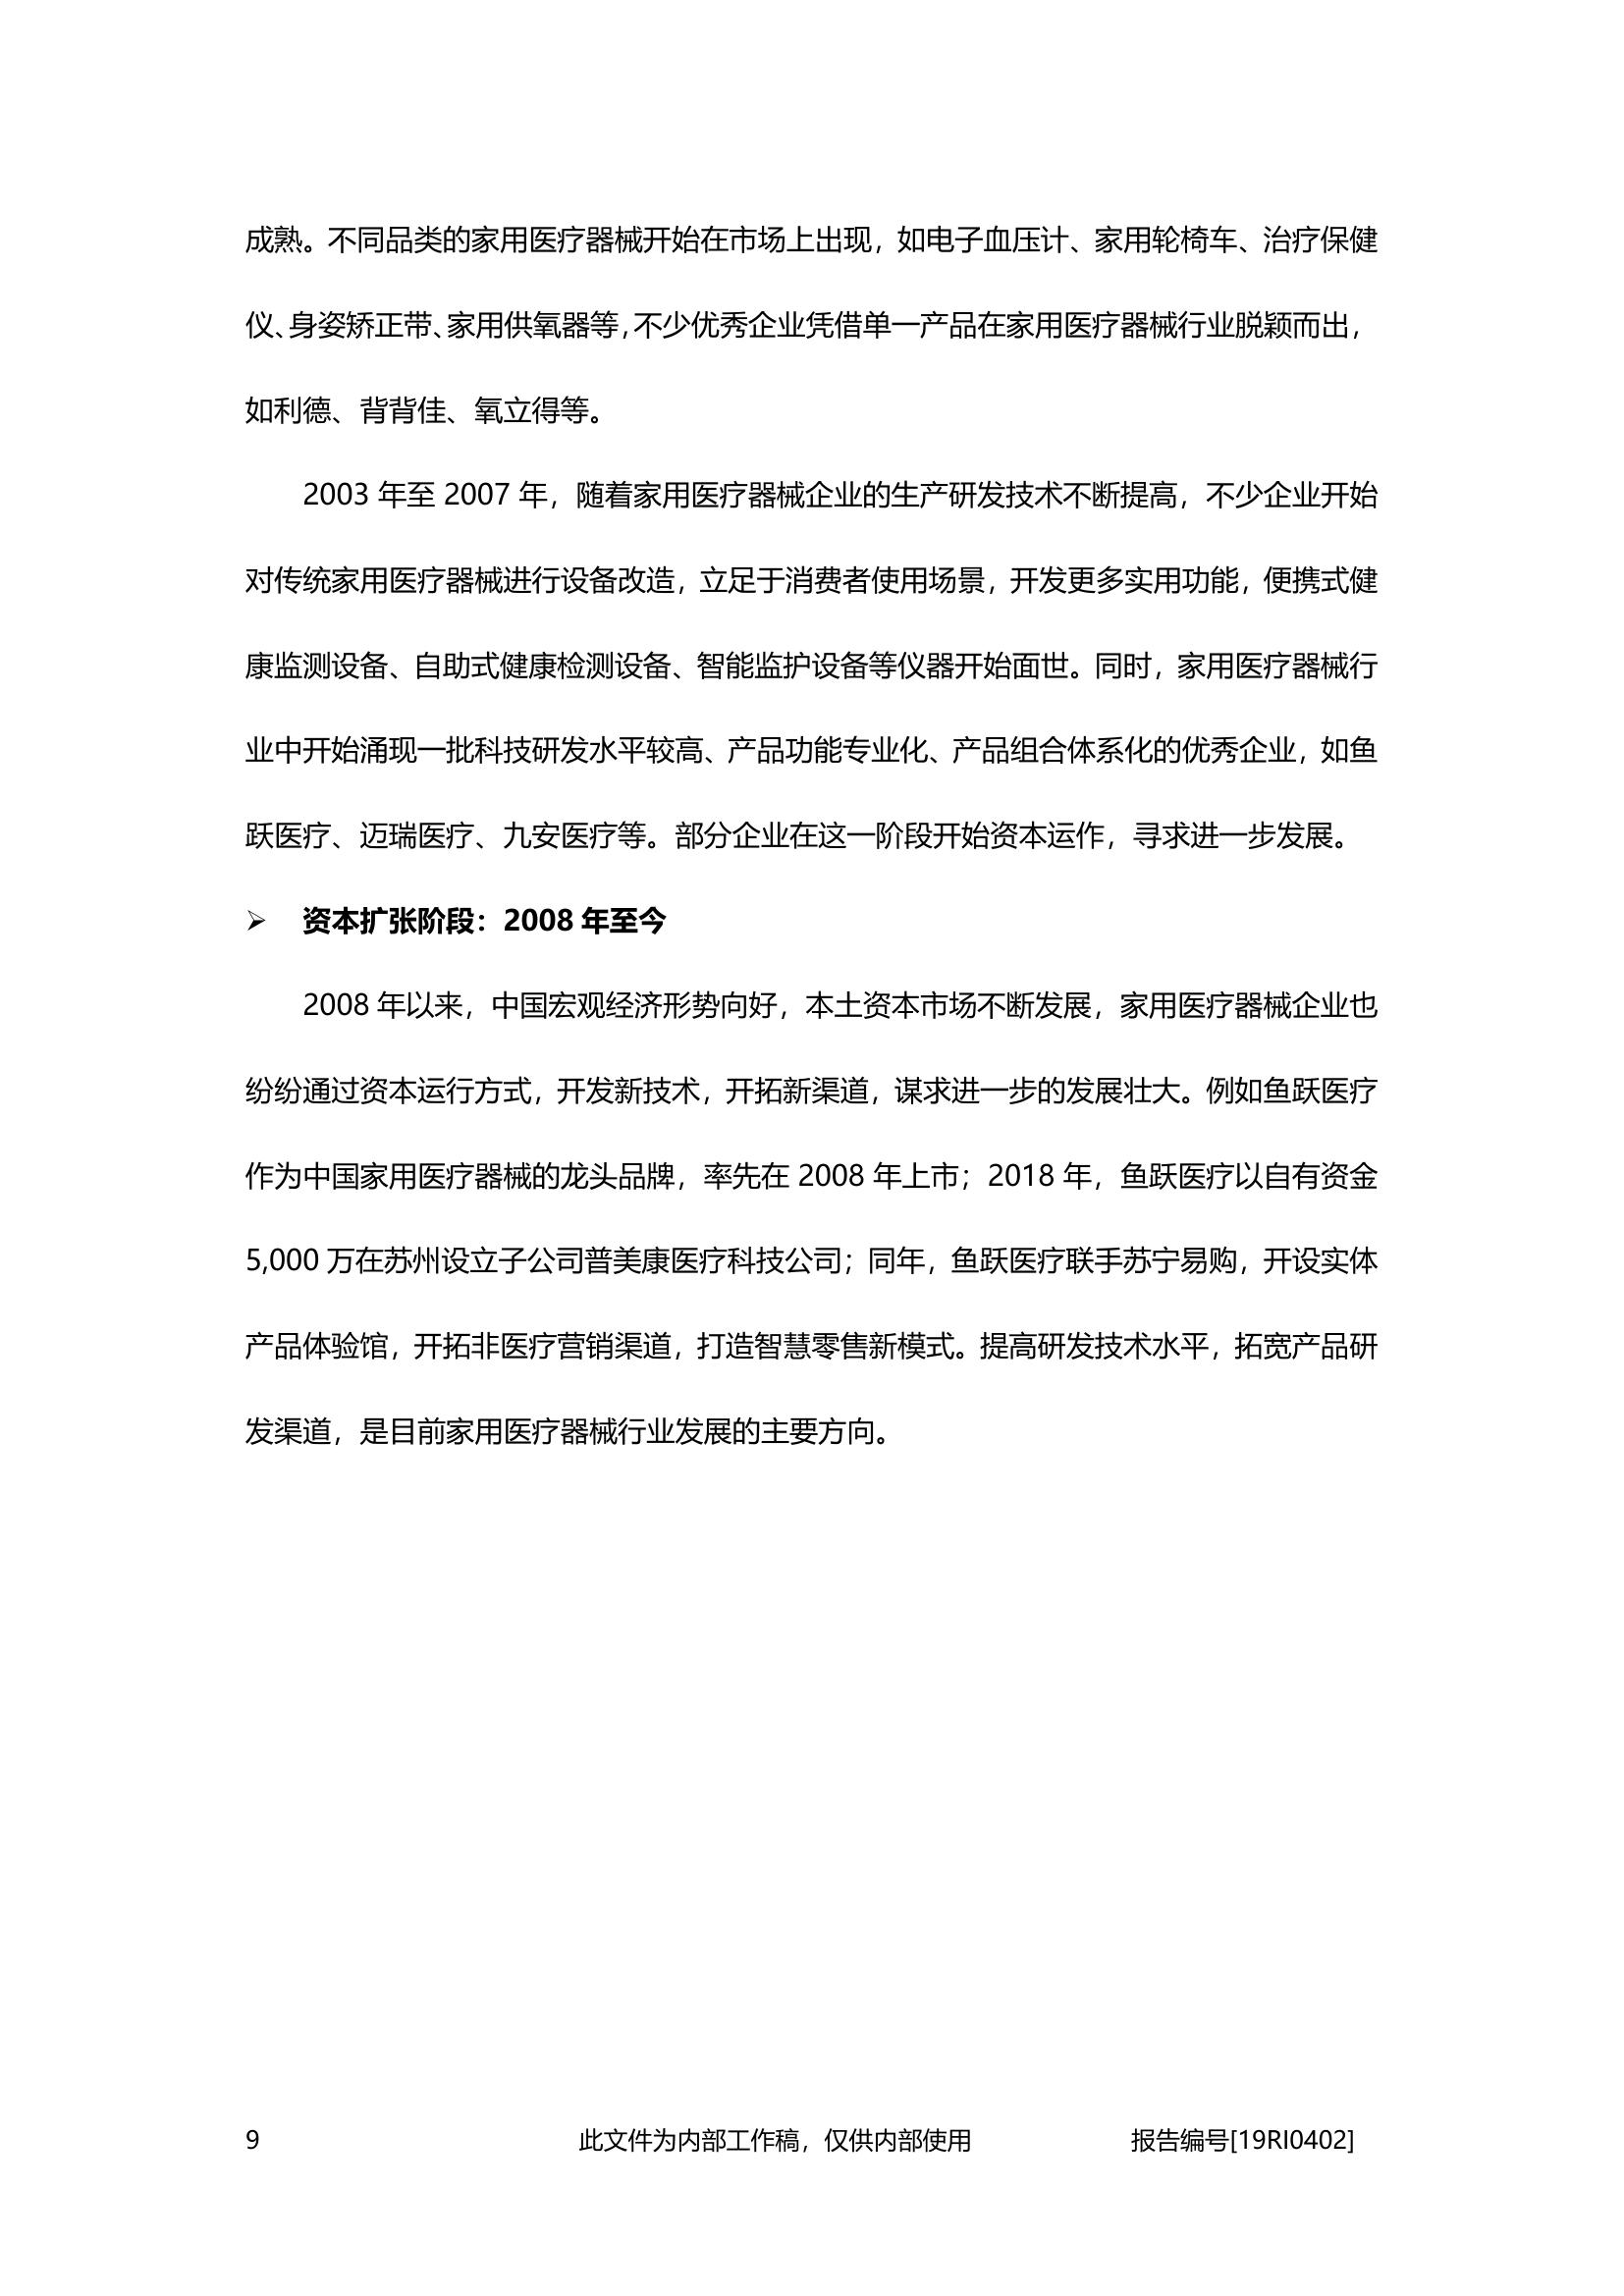 成熟。不同品类的家用医疗器械开始在市场上出现，如电子血压计、家用轮椅车、治疗保健
仪、身姿矫正带、家用供氧器等，不少优秀企业凭借单一产品在家用医疗器械行业脱颖而出，
如利德、背背佳、氧立得等。
2003 年至 2007 年，随着家用医疗器械企业的生产研发技术不断提高，不少企业开始
对传统家用医疗器械进行设备改造，立足于消费者使用场景，开发更多实用功能，便携式健
康监测设备、自助式健康检测设备、智能监护设备等仪器开始面世。同时，家用医疗器械行
业中开始涌现一批科技研发水平较高、产品功能专业化、产品组合体系化的优秀企业，如鱼
跃医疗、迈瑞医疗、九安医疗等。部分企业在这一阶段开始资本运作，寻求进一步发展。
➢ 资本扩张阶段：2008 年至今
2008 年以来，中国宏观经济形势向好，本土资本市场不断发展，家用医疗器械企业也
纷纷通过资本运行方式，开发新技术，开拓新渠道，谋求进一步的发展壮大。例如鱼跃医疗
作为中国家用医疗器械的龙头品牌，率先在 2008 年上市；2018 年，鱼跃医疗以自有资金
5,000 万在苏州设立子公司普美康医疗科技公司；同年，鱼跃医疗联手苏宁易购，开设实体
产品体验馆，开拓非医疗营销渠道，打造智慧零售新模式。提高研发技术水平，拓宽产品研
发渠道，是目前家用医疗器械行业发展的主要方向。
9 此文件为内部工作稿，仅供内部使用 报告编号[19RI0402]